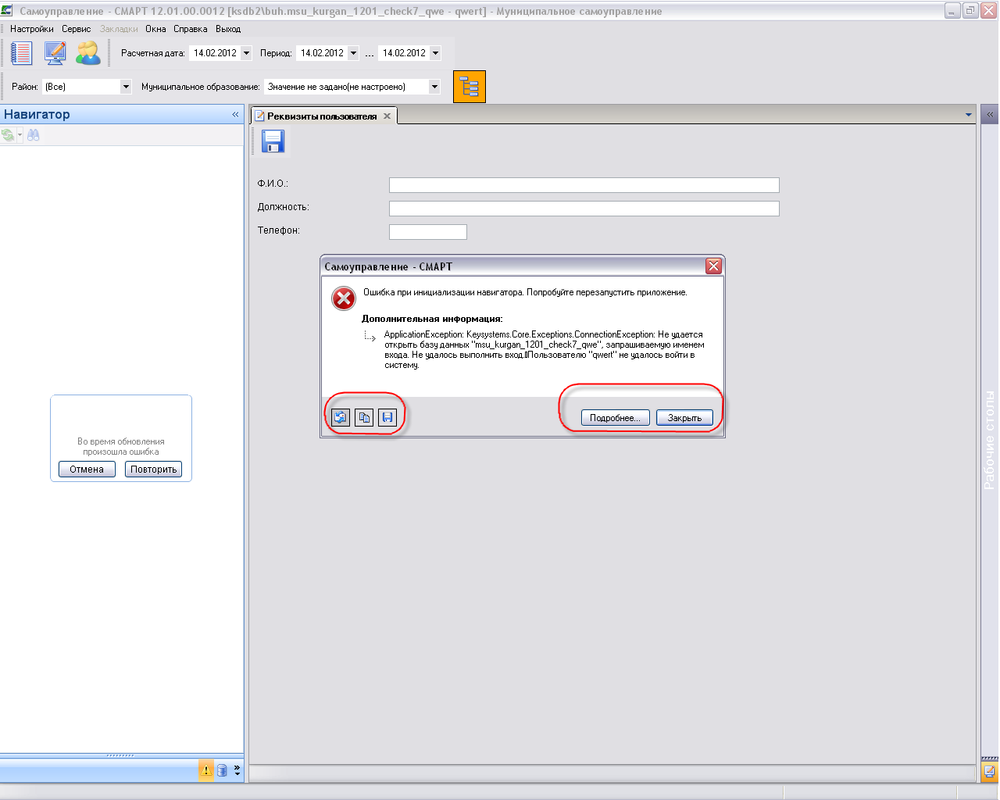 Самоуправление - СМАРТ 12.01.00.0012 [ksdb2\buh.msu_kurgan_1201_check7_qwe - qwert] - Муниципальное самоуправление
Настройки Сервис Закладки Окна Справка Выход
Расчетная дата: 14.02.2012 Период: 14.02.2012 ... 14.02.2012
Район: (Все) Муниципальное образование: Значение не задано(не настроено)
Навигатор
Реквизиты пользователя
Ф.И.О.:
Должность:
Телефон:
Самоуправление - СМАРТ
Ошибка при инициализации навигатора. Попробуйте перезапустить приложение.
Дополнительная информация:
ApplicationException: Keysystems.Core.Exceptions.ConnectionException: Не удается
открыть базу данных "msu_kurgan_1201_check7_qwe", запрашиваемую именем
входа. Не удалось выполнить вход.Пользователю "qwert" не удалось войти в
систему.
Подробнее... Закрыть
Во время обновления
произошла ошибка
Отмена Повторить
Рабочие столы